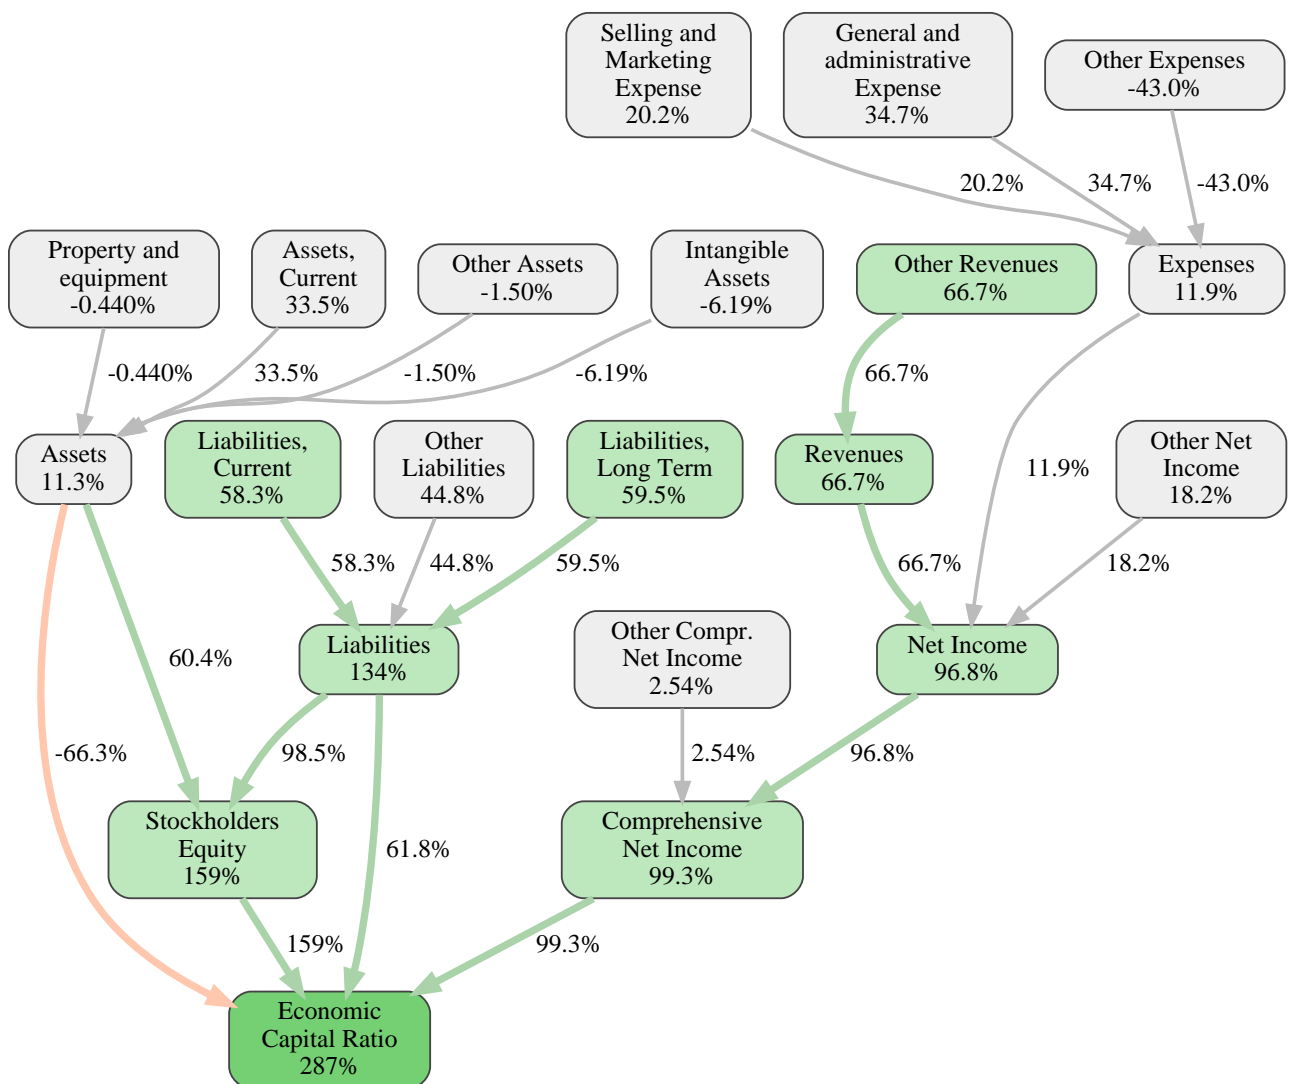 Selling and
Marketing
Expense
20.2%
General and
administrative
Expense
34.7%
Other Expenses
-43.0%
20.2%
34.7%
-43.0%
Property and
equipment
-0.440%
Assets,
Current
33.5%
Other Assets
-1.50%
Intangible
Assets
-6.19%
Other Revenues
66.7%
Expenses
11.9%
-0.440%
33.5%
-1.50%
-6.19%
66.7%
Assets
11.3%
Liabilities,
Current
58.3%
Other
Liabilities
44.8%
Liabilities,
Long Term
59.5%
Revenues
66.7%
11.9%
Other Net
Income
18.2%
58.3%
44.8%
59.5%
66.7%
18.2%
60.4%
Liabilities
134%
Other Compr.
Net Income
2.54%
Net Income
96.8%
-66.3%
98.5%
2.54%
96.8%
Stockholders
Equity
159%
61.8%
Comprehensive
Net Income
99.3%
159%
99.3%
Economic
Capital Ratio
287%